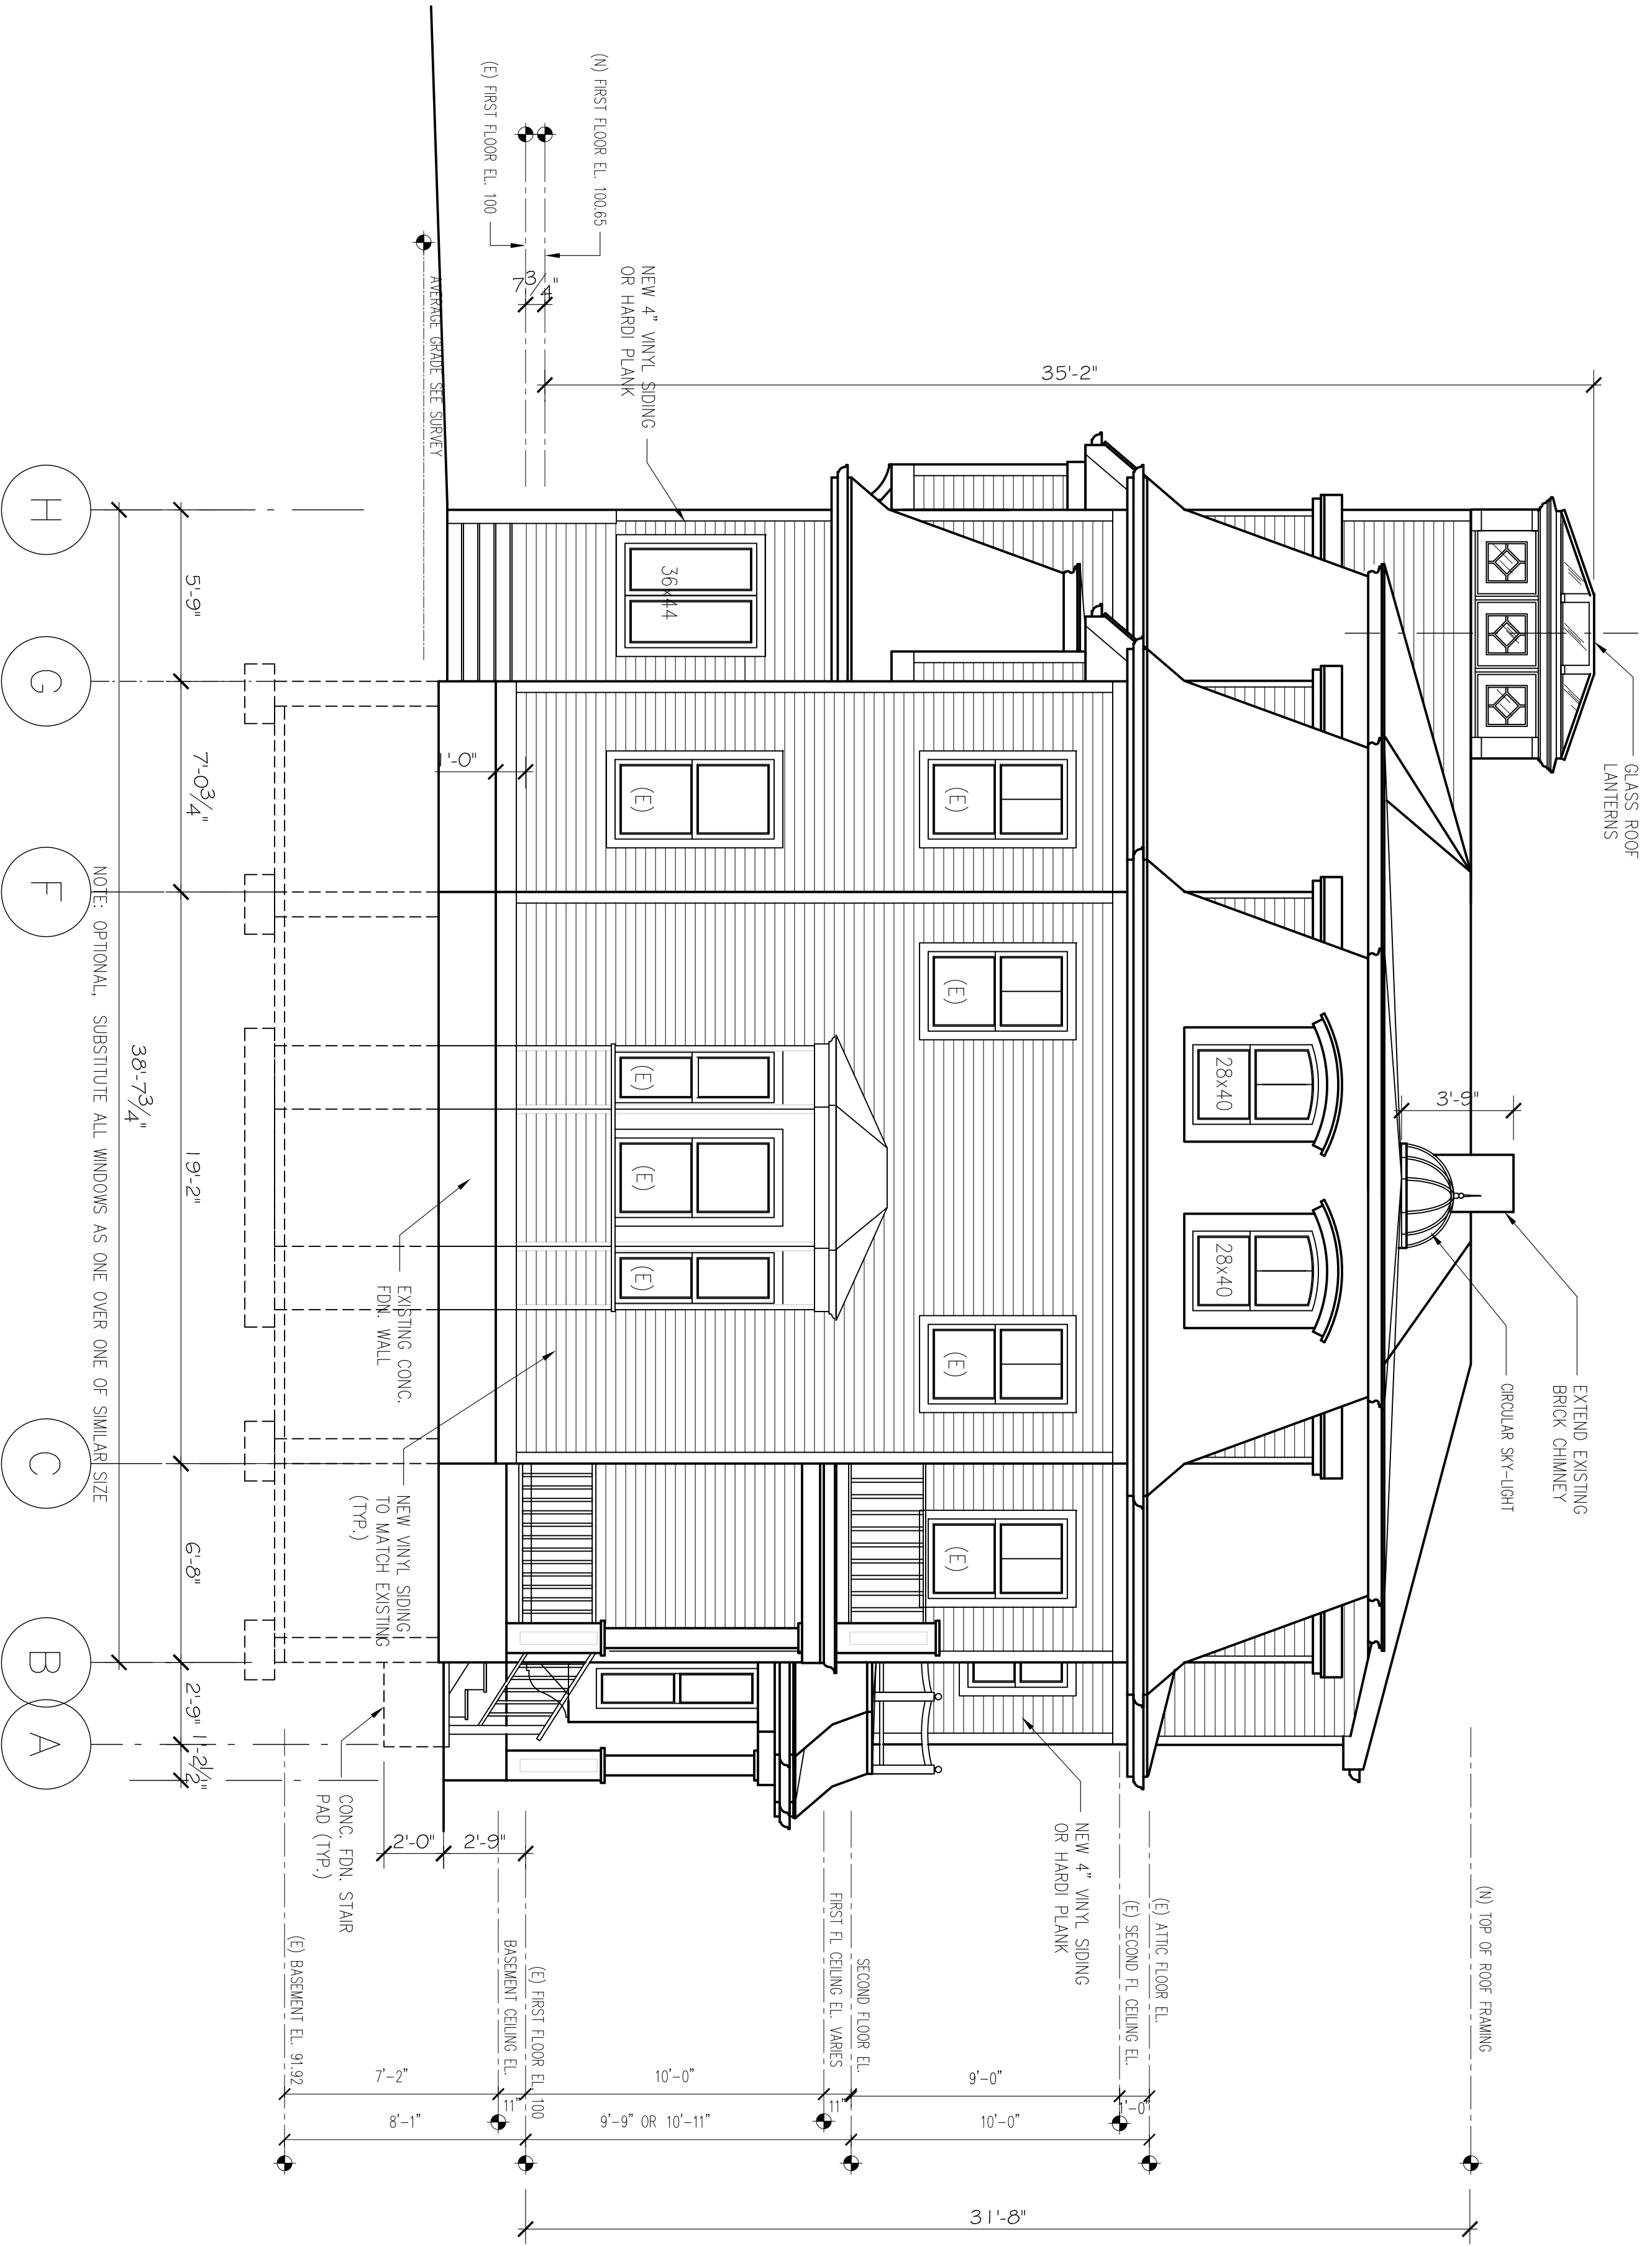 (E) FIRST FLOOR EL. 100
(N) FIRST FLOOR EL. 100.65
7 3/4"
AVERAGE GRADE SEE SURVEY
NEW 4" VINYL SIDING
OR HARDI PLANK
35'-2"
GLASS ROOF
LANTERNS
36x44
1'-0"
(E)
(E)
(E)
(E)
(E)
(E)
(E)
(E)
28x40
28x40
3'-9"
EXTEND EXISTING
BRICK CHIMNEY
CIRCULAR SKY-LIGHT
EXISTING CONC.
FDN. WALL
NEW VINYL SIDING
TO MATCH EXISTING
(TYP.)
CONC. FDN. STAIR
PAD (TYP.)
2'-0"
2'-9"
NEW 4" VINYL SIDING
OR HARDI PLANK
(N) TOP OF ROOF FRAMING
(E) ATTIC FLOOR EL.
(E) SECOND FL CEILING EL.
SECOND FLOOR EL.
FIRST FL CEILING EL. VARIES
(E) FIRST FLOOR EL. 100
BASEMENT CEILING EL.
(E) BASEMENT EL. 91.92
7'-2"
11"
10'-0"
11"
9'-0"
1'-0"
8'-1"
9'-9" OR 10'-11"
10'-0"
31'-8"
5'-9"
7'-0 3/4"
19'-2"
6'-8"
2'-9"
1'-2 1/2"
38'-7 3/4"
NOTE: OPTIONAL, SUBSTITUTE ALL WINDOWS AS ONE OVER ONE OF SIMILAR SIZE
H
G
F
C
B
A